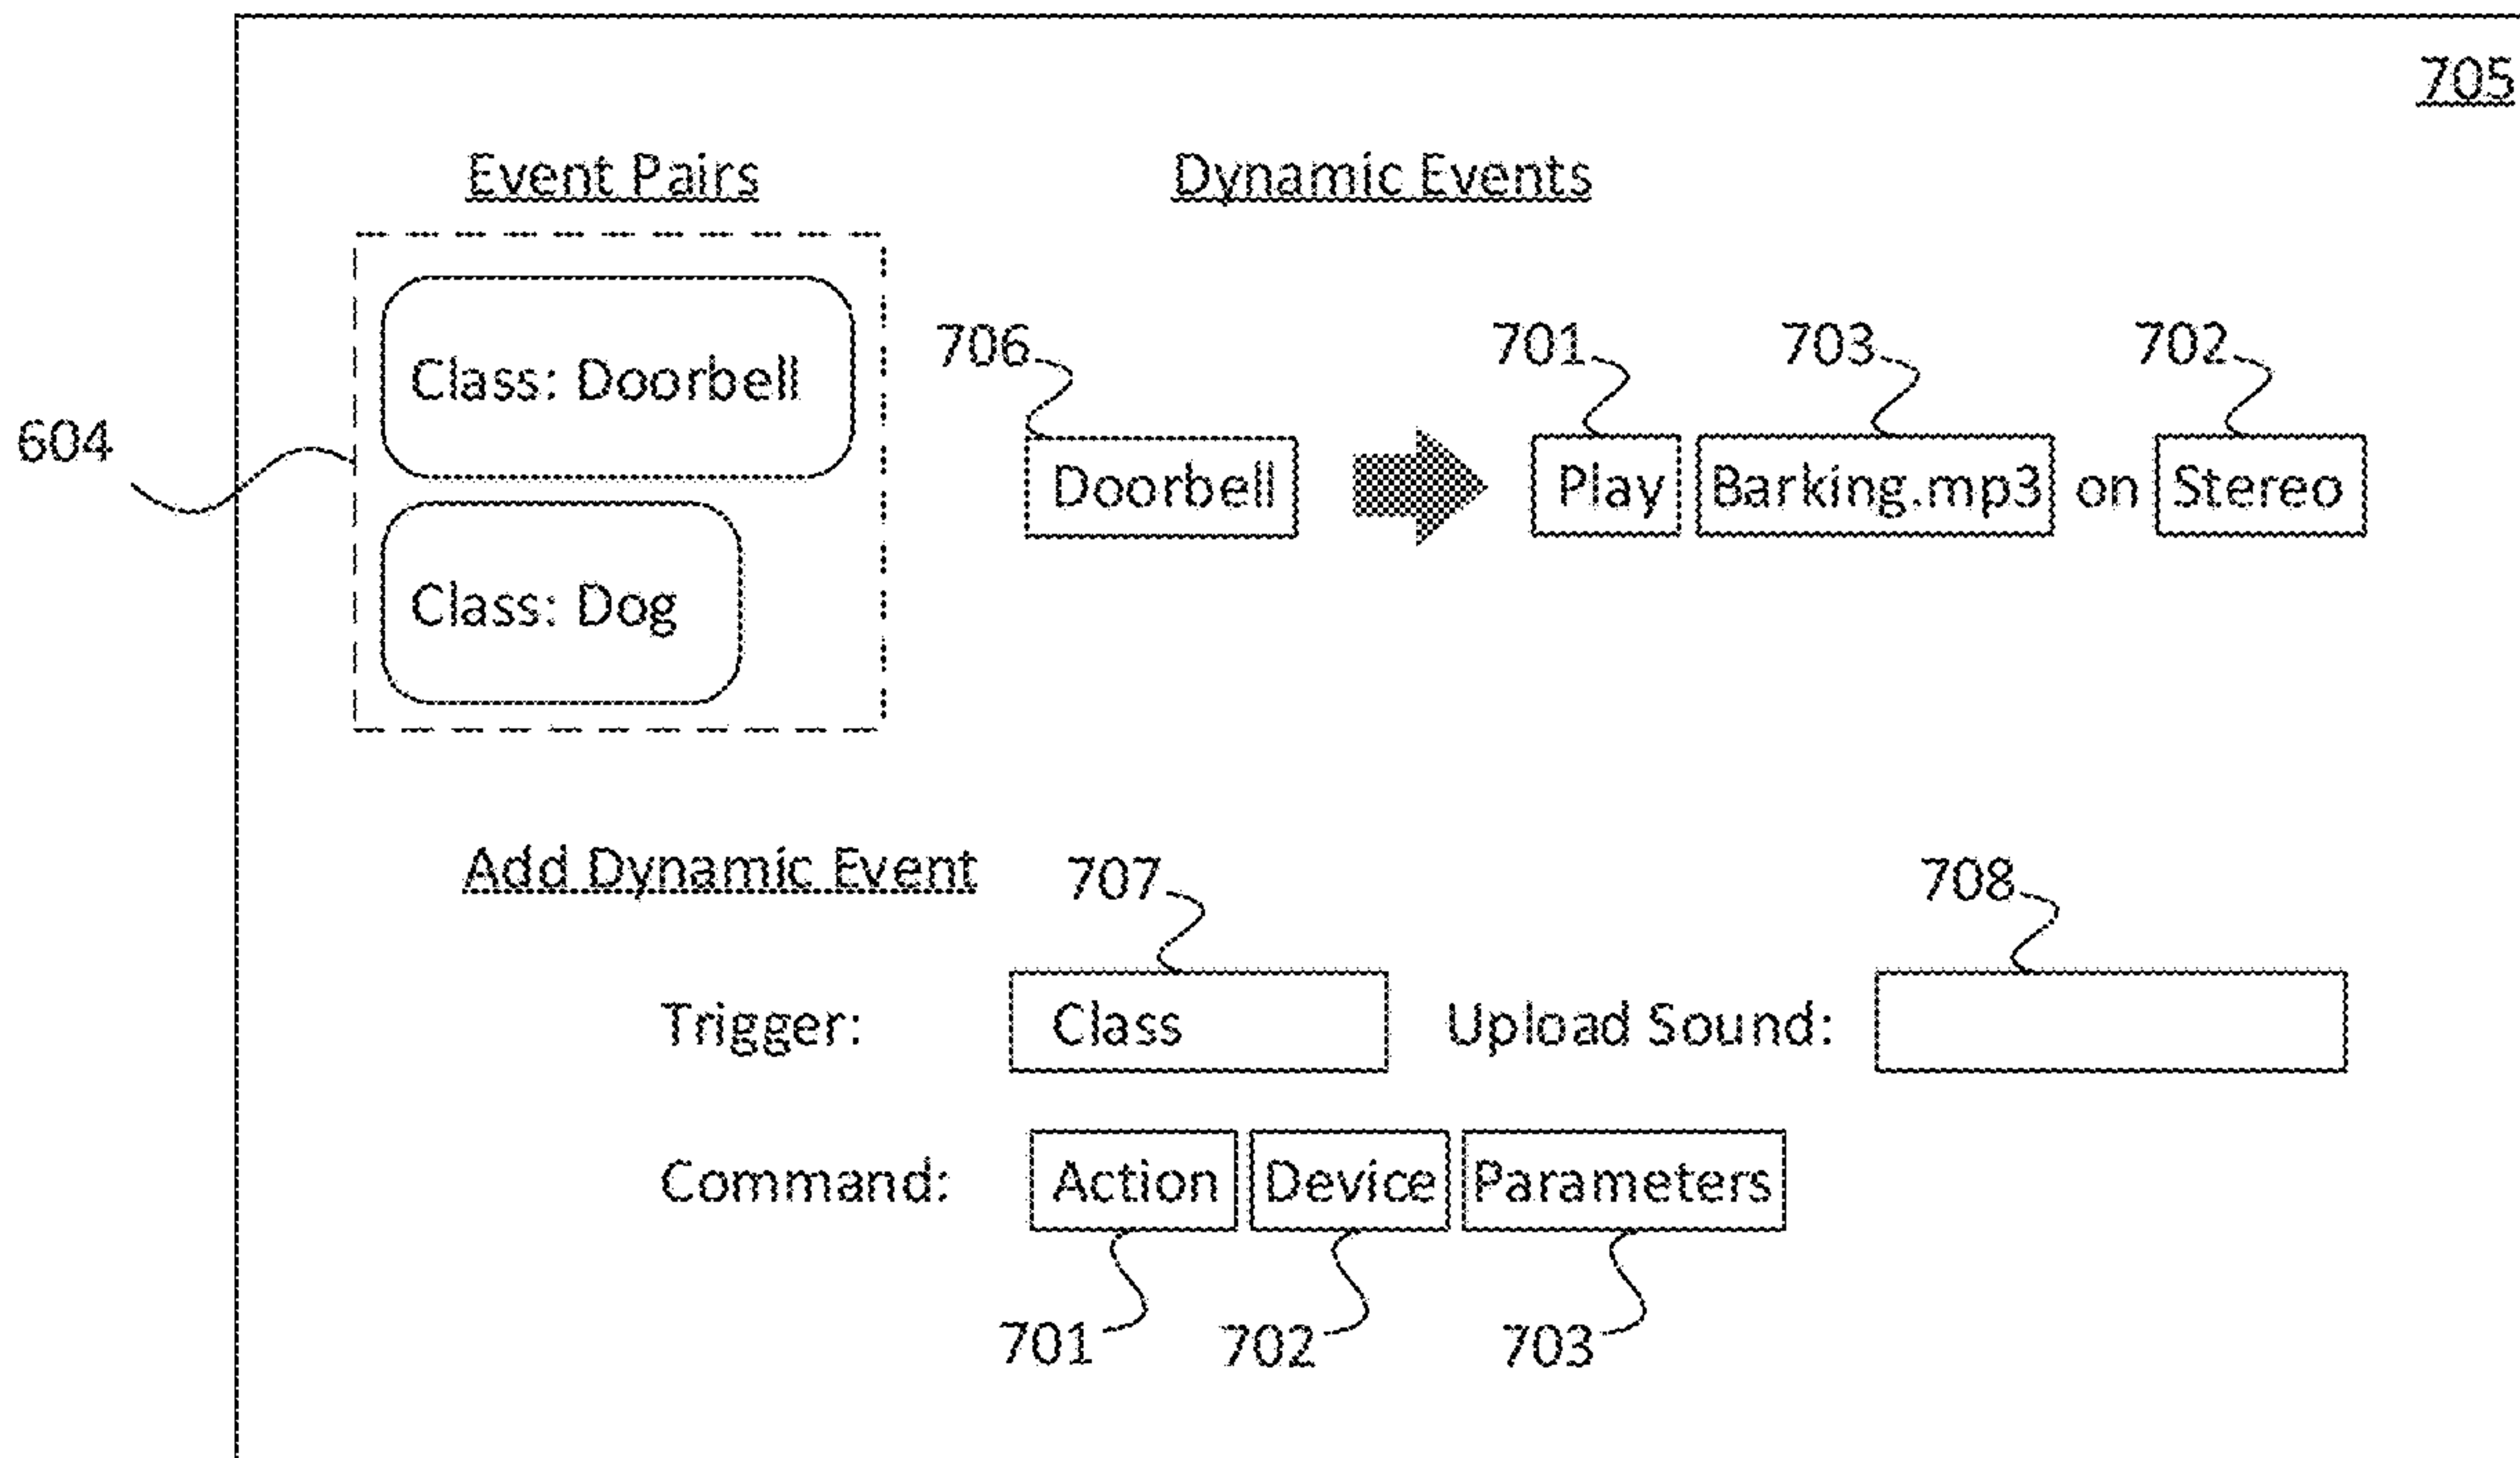 705
Event Pairs
Dynamic Events
Class: Doorbell
706
701
703
702
604
Doorbell
Play Barking.mp3 on Stereo
Class: Dog
Add Dynamic Event
707
708
Trigger: Class Upload Sound:
Command: Action Device Parameters
701 702 703